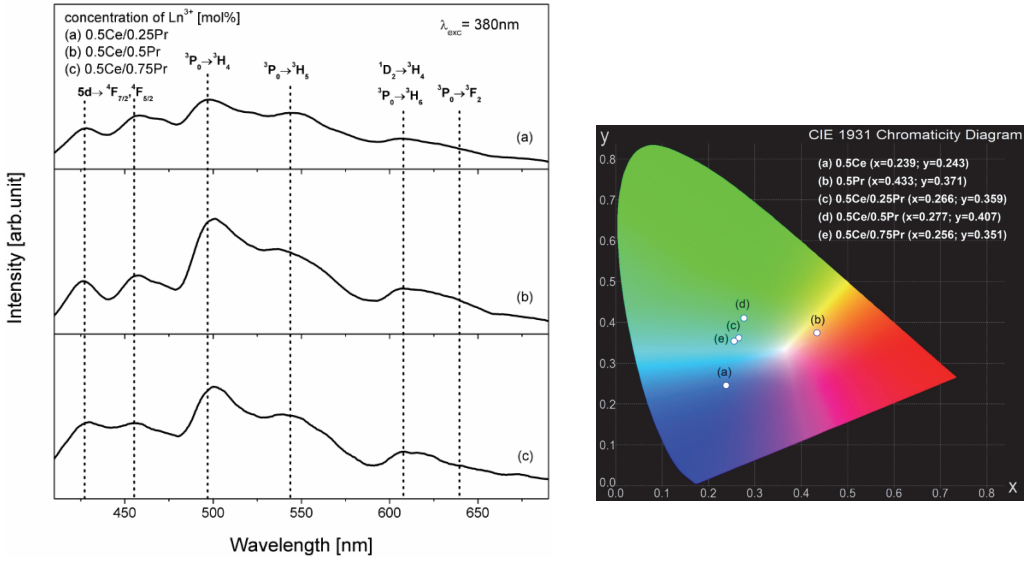 concentration of Ln³⁺ [mol%]
(a) 0.5Ce/0.25Pr
(b) 0.5Ce/0.5Pr
(c) 0.5Ce/0.75Pr
λexc = 380nm
³P₀→³H₄
³P₀→³H₅
¹D₂→³H₄
³P₀→³H₆
³P₀→³F₂
5d→⁴F7/2,⁴F5/2
(a)
(b)
(c)
Intensity [arb.unit]
450 500 550 600 650
Wavelength [nm]
y
CIE 1931 Chromaticity Diagram
(a) 0.5Ce (x=0.239; y=0.243)
(b) 0.5Pr (x=0.433; y=0.371)
(c) 0.5Ce/0.25Pr (x=0.266; y=0.359)
(d) 0.5Ce/0.5Pr (x=0.277; y=0.407)
(e) 0.5Ce/0.75Pr (x=0.256; y=0.351)
0.8
0.7
0.6
0.5
0.4
0.3
0.2
0.1
0.0
(d)
(c)
(b)
(e)
(a)
0.0 0.1 0.2 0.3 0.4 0.5 0.6 0.7 0.8
X